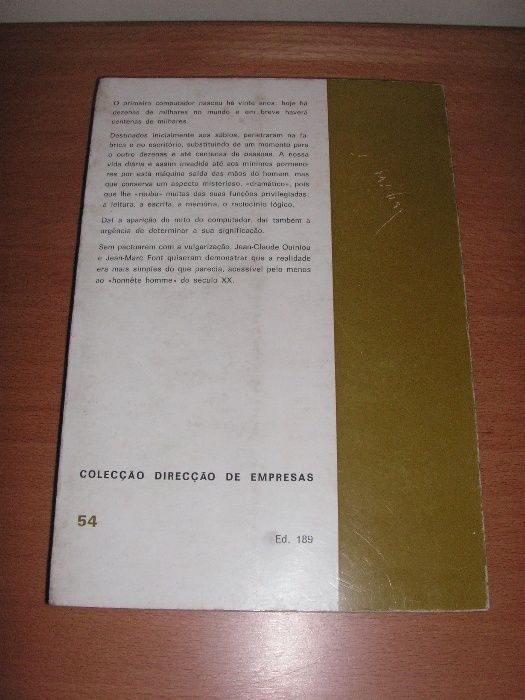 O primeiro computador nasceu há vinte anos; hoje há
dezenas de milhares no mundo e em breve haverá
centenas de milhares.
Destinados inicialmente aos sábios, penetraram na fá-
brica e no escritório, substituindo de um momento para
o outro dezenas e até centenas de pessoas. A nossa
vida diária é assim invadida até aos mínimos pormeno-
res por esta máquina saída das mãos do homem, mas
que conserva um aspecto misterioso, «dramático», pois
que lhe «rouba» muitas das suas funções privilegiadas:
a leitura, a escrita, a memória, o raciocínio lógico.
Daí a aparição do mito do computador, daí também a
urgência de determinar a sua significação.
Sem pactuarem com a vulgarização, Jean-Claude Quiniou
e Jean-Marc Font quiseram demonstrar que a realidade
era mais simples do que parecia, acessível pelo menos
ao «honnête homme» do século XX.
COLECÇÃO DIRECÇÃO DE EMPRESAS
54
Ed. 189